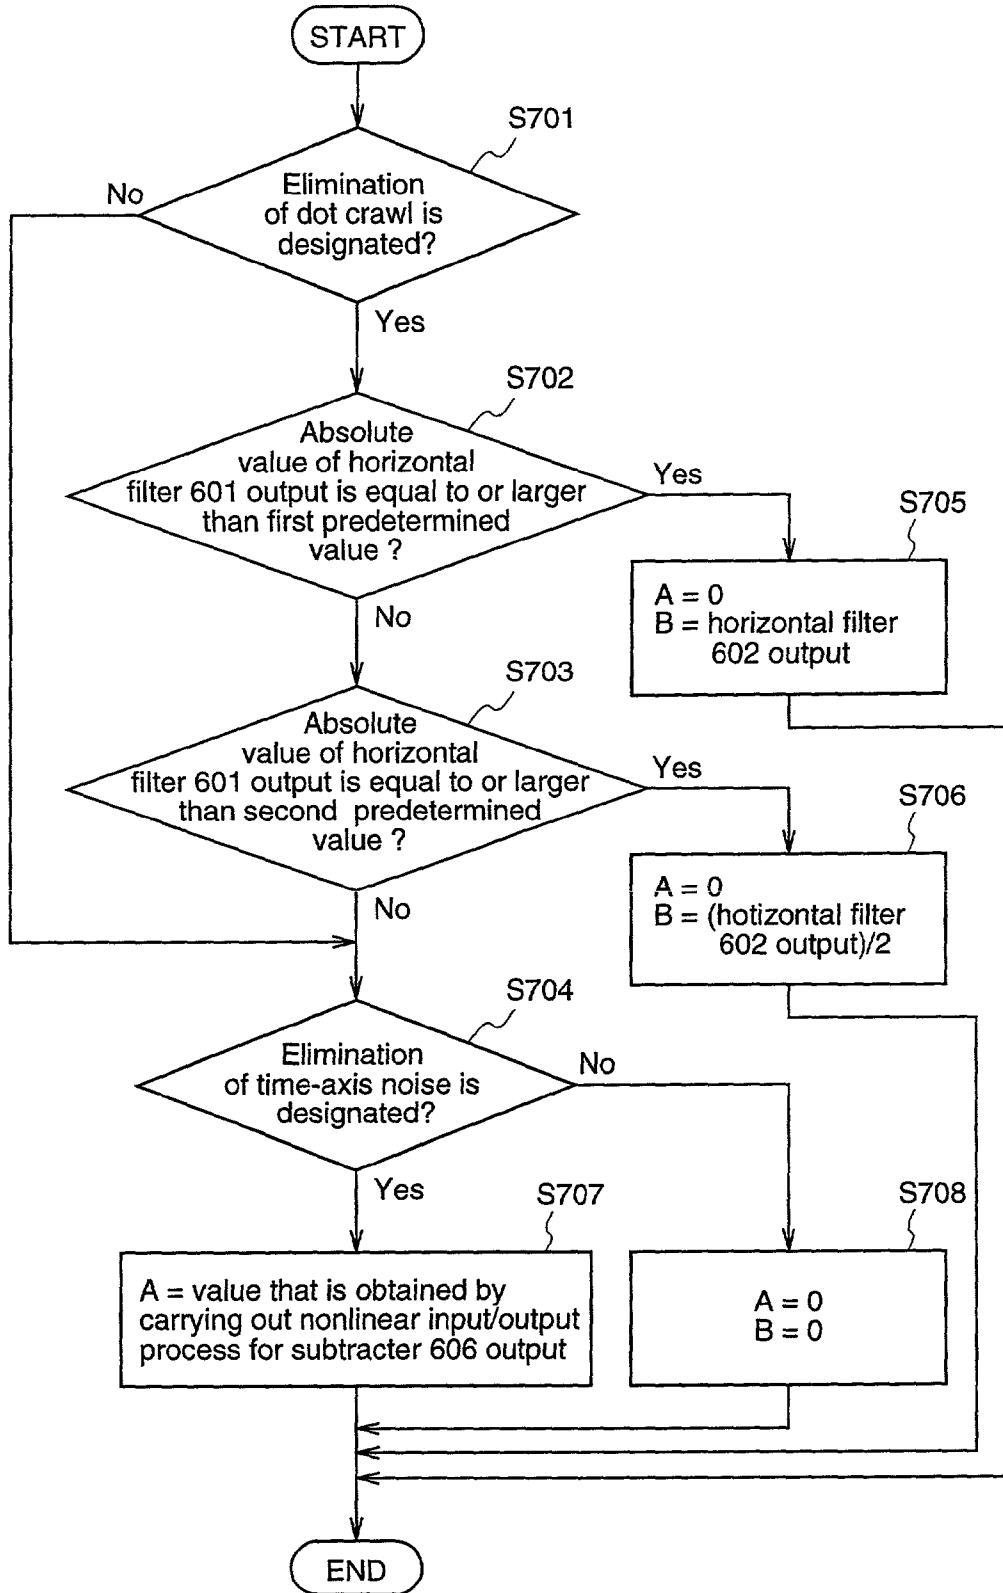 START
S701
Elimination
of dot crawl is
designated?
No
Yes
S702
Absolute
value of horizontal
filter 601 output is equal to or larger
than first predetermined
value ?
Yes
No
S705
A = 0
B = horizontal filter
602 output
S703
Absolute
value of horizontal
filter 601 output is equal to or larger
than second predetermined
value ?
Yes
No
S706
A = 0
B = (hotizontal filter
602 output)/2
S704
Elimination
of time-axis noise is
designated?
No
Yes
S707
A = value that is obtained by
carrying out nonlinear input/output
process for subtracter 606 output
S708
A = 0
B = 0
END